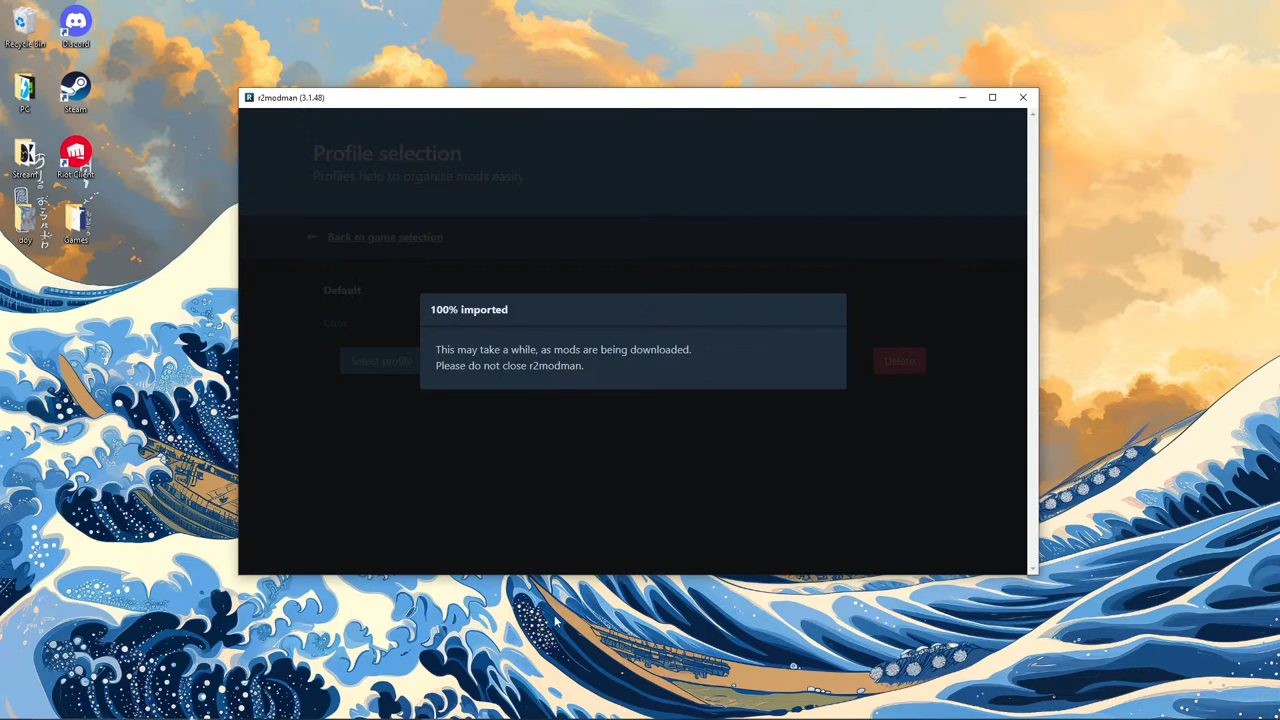 Recycle Bin
Discord
PC
Steam
Stream
Riot Client
doy
Games
r2modman (3.1.48)
Profile selection
Profiles help to organise mods easily
Back to game selection
Default
100% imported
This may take a while, as mods are being downloaded.
Please do not close r2modman.
Select profile
Delete